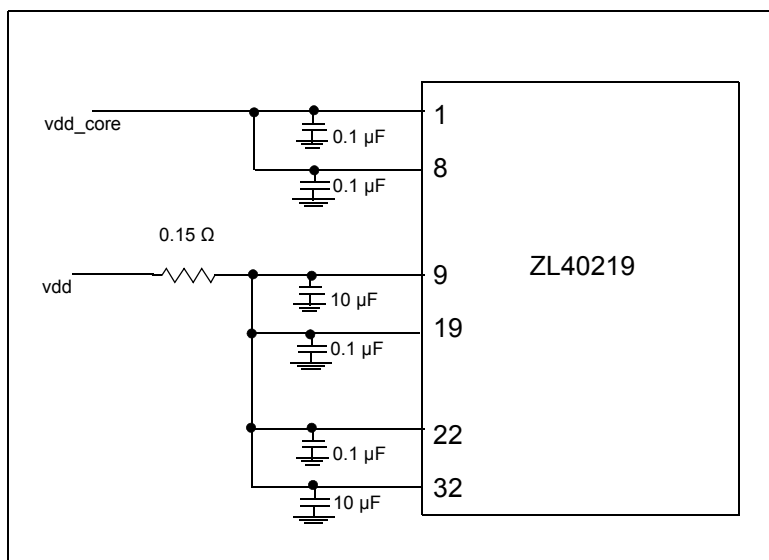 vdd_core
0.1 µF
1
0.1 µF
8
0.15 Ω
vdd
10 µF
9
ZL40219
0.1 µF
19
0.1 µF
22
10 µF
32